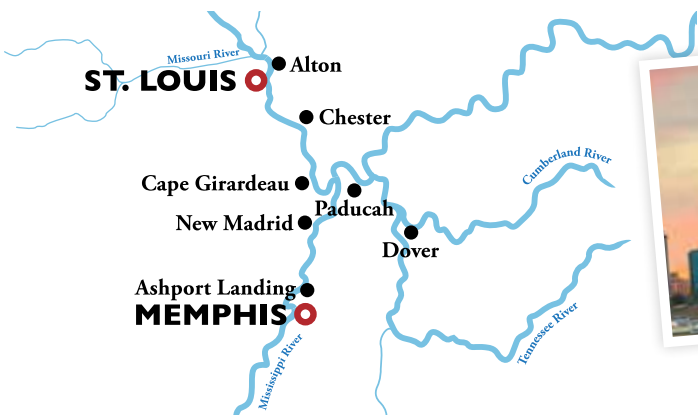 Missouri River
Alton
ST. LOUIS
Chester
Cumberland River
Cape Girardeau
Paducah
New Madrid
Dover
Ashport Landing
MEMPHIS
Tennessee River
Mississippi River